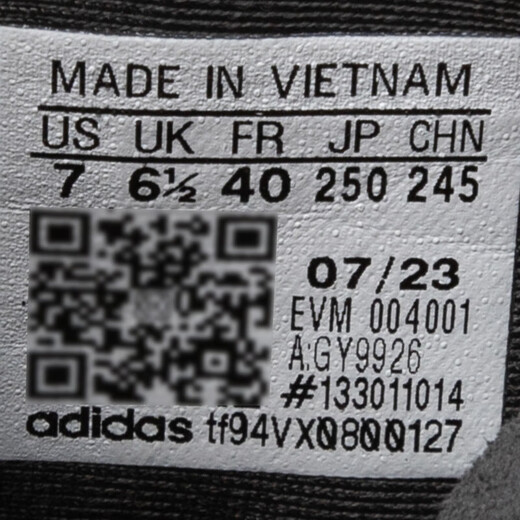 MADE IN VIETNAM
US UK FR JP CHN
7 6½ 40 250 245
07/23
EVM 004001
A:GY9926
#133011014
adidas tf94VX0800127